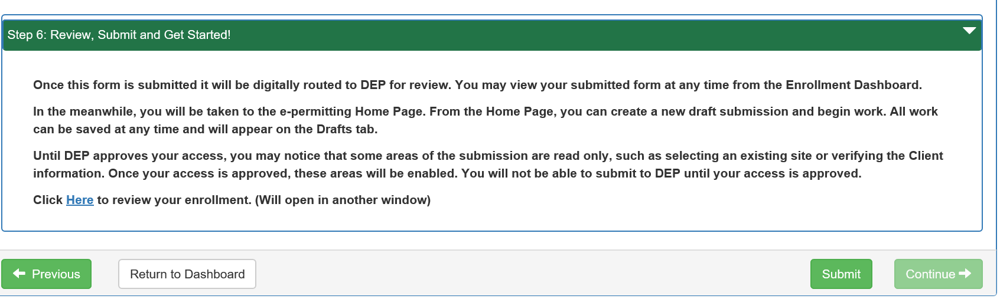 Step 6: Review, Submit and Get Started!
Once this form is submitted it will be digitally routed to DEP for review. You may view your submitted form at any time from the Enrollment Dashboard.
In the meanwhile, you will be taken to the e-permitting Home Page. From the Home Page, you can create a new draft submission and begin work. All work
can be saved at any time and will appear on the Drafts tab.
Until DEP approves your access, you may notice that some areas of the submission are read only, such as selecting an existing site or verifying the Client
information. Once your access is approved, these areas will be enabled. You will not be able to submit to DEP until your access is approved.
Click Here to review your enrollment. (Will open in another window)
Previous
Return to Dashboard
Submit
Continue